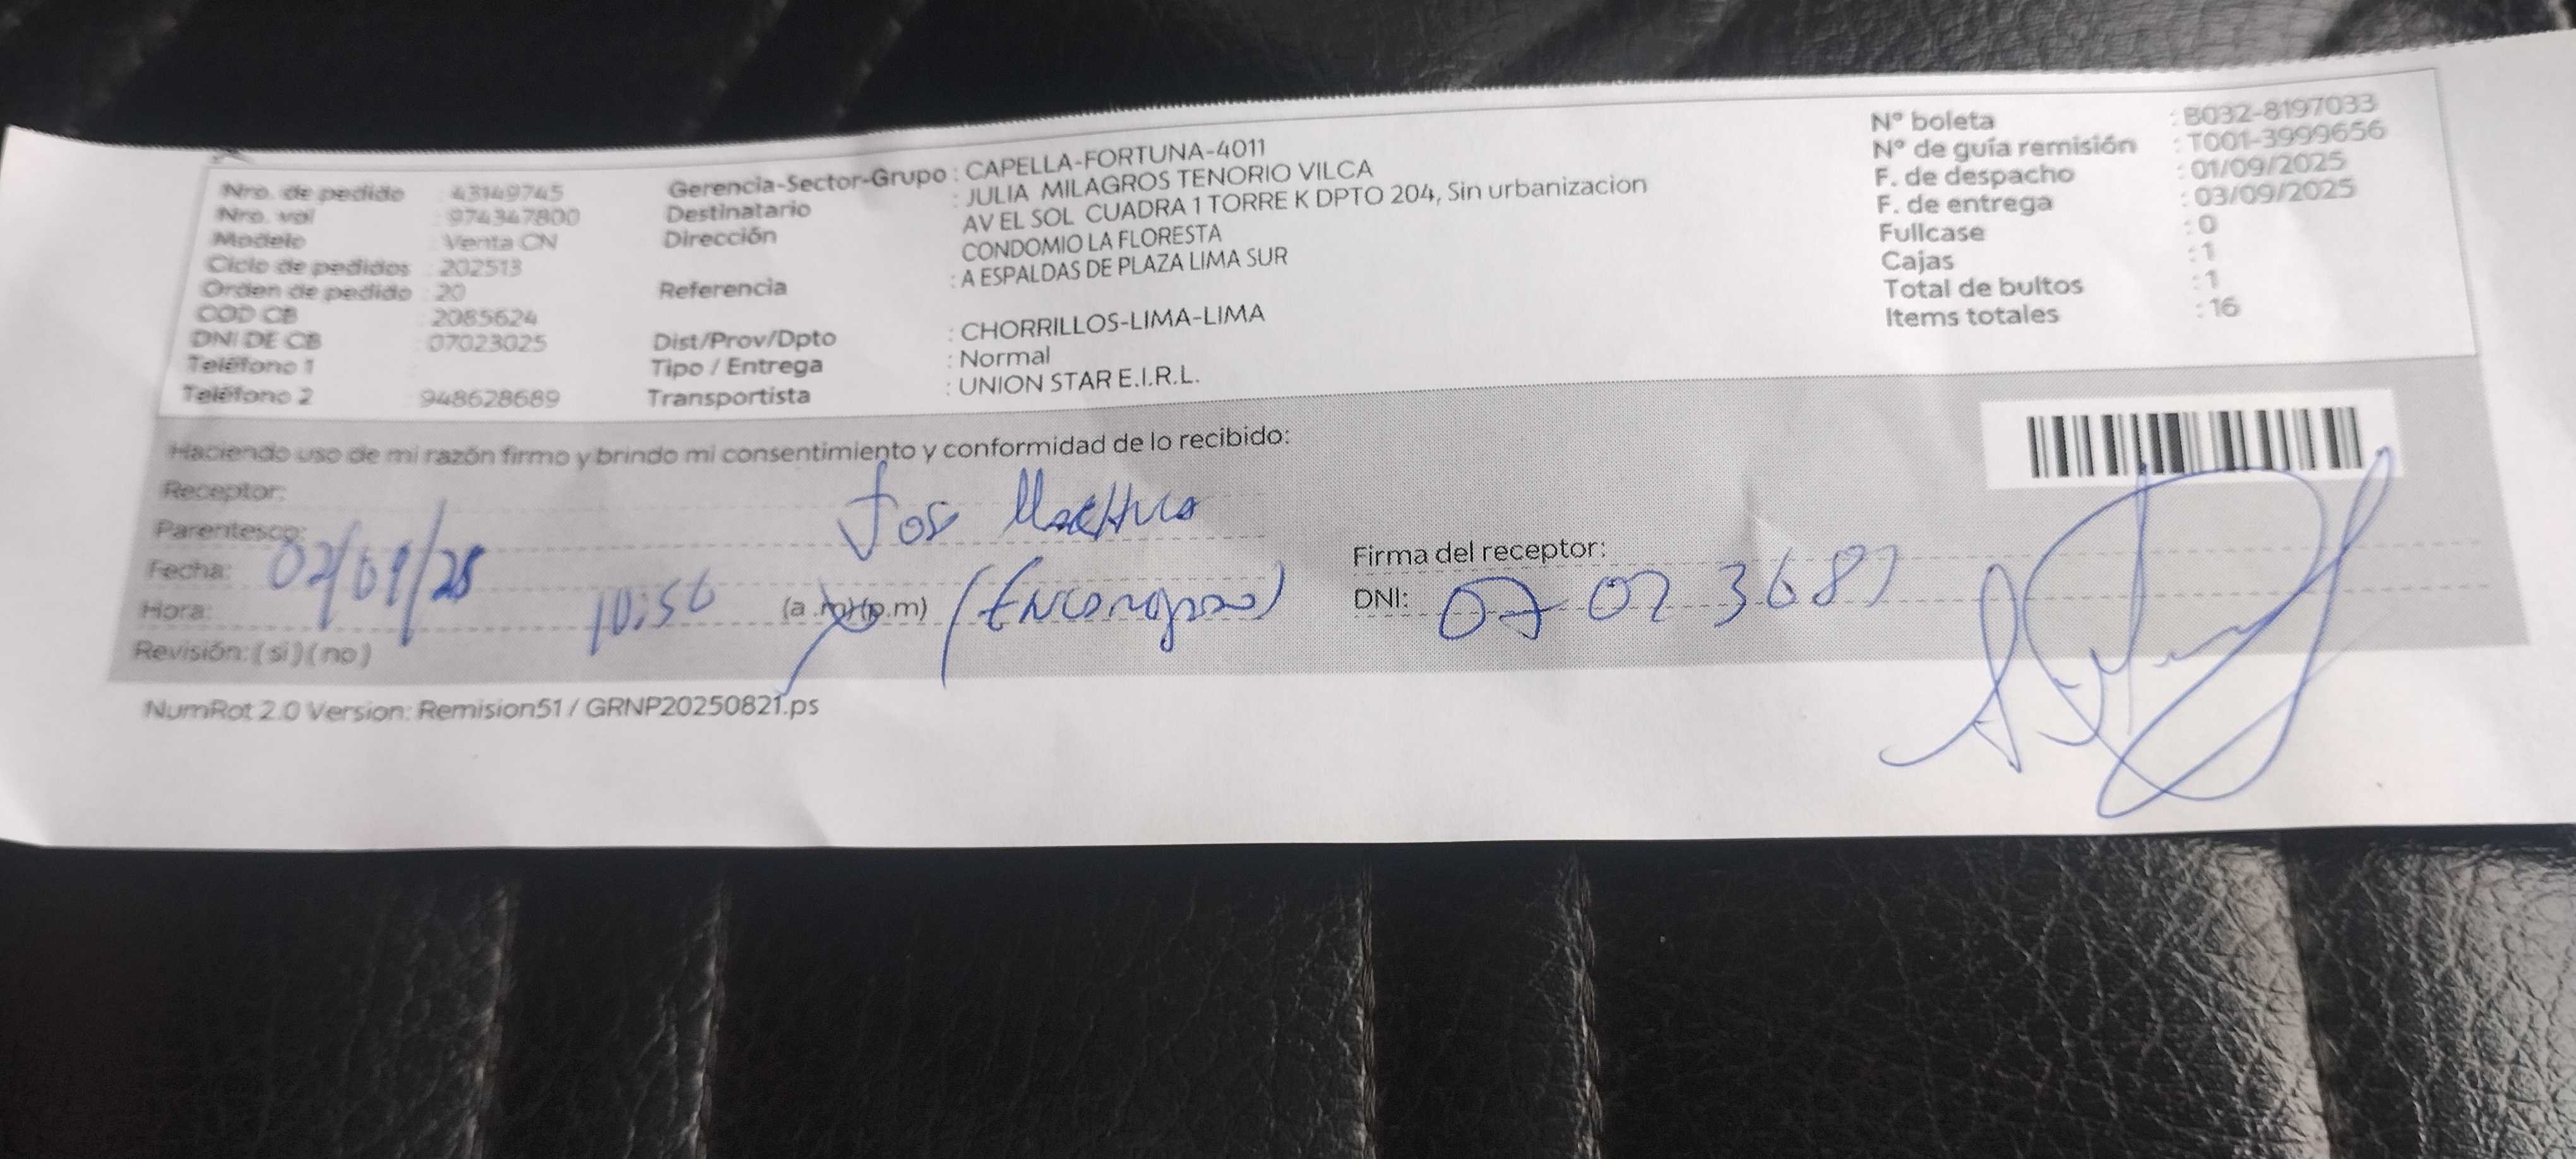 Nro. de pedido : 43149745
Nro. val : 974347800
Modelo : Venta CN
Ciclo de pedidos : 202513
Orden de pedido : 20
COD CB : 2085624
DNI DE CB : 07023025
Teléfono 1 :
Teléfono 2 : 948628689
Gerencia-Sector-Grupo : CAPELLA-FORTUNA-4011
Destinatario : JULIA MILAGROS TENORIO VILCA
Dirección AV EL SOL CUADRA 1 TORRE K DPTO 204, Sin urbanizacion
CONDOMIO LA FLORESTA
Referencia : A ESPALDAS DE PLAZA LIMA SUR
Dist/Prov/Dpto : CHORRILLOS-LIMA-LIMA
Tipo / Entrega : Normal
Transportista : UNION STAR E.I.R.L.
N° boleta : B032-8197033
N° de guía remisión : T001-3999656
F. de despacho : 01/09/2025
F. de entrega : 03/09/2025
Fullcase : 0
Cajas : 1
Total de bultos : 1
Items totales : 16
Haciendo uso de mi razón firmo y brindo mi consentimiento y conformidad de lo recibido:
Receptor:
Parentesco:
Fecha: 02/09/25
Hora: 10:56 (a .m)(p.m)
Revisión: ( si ) ( no )
Firma del receptor:
DNI:
NumRot 2.0 Version: Remision51 / GRNP20250821.ps